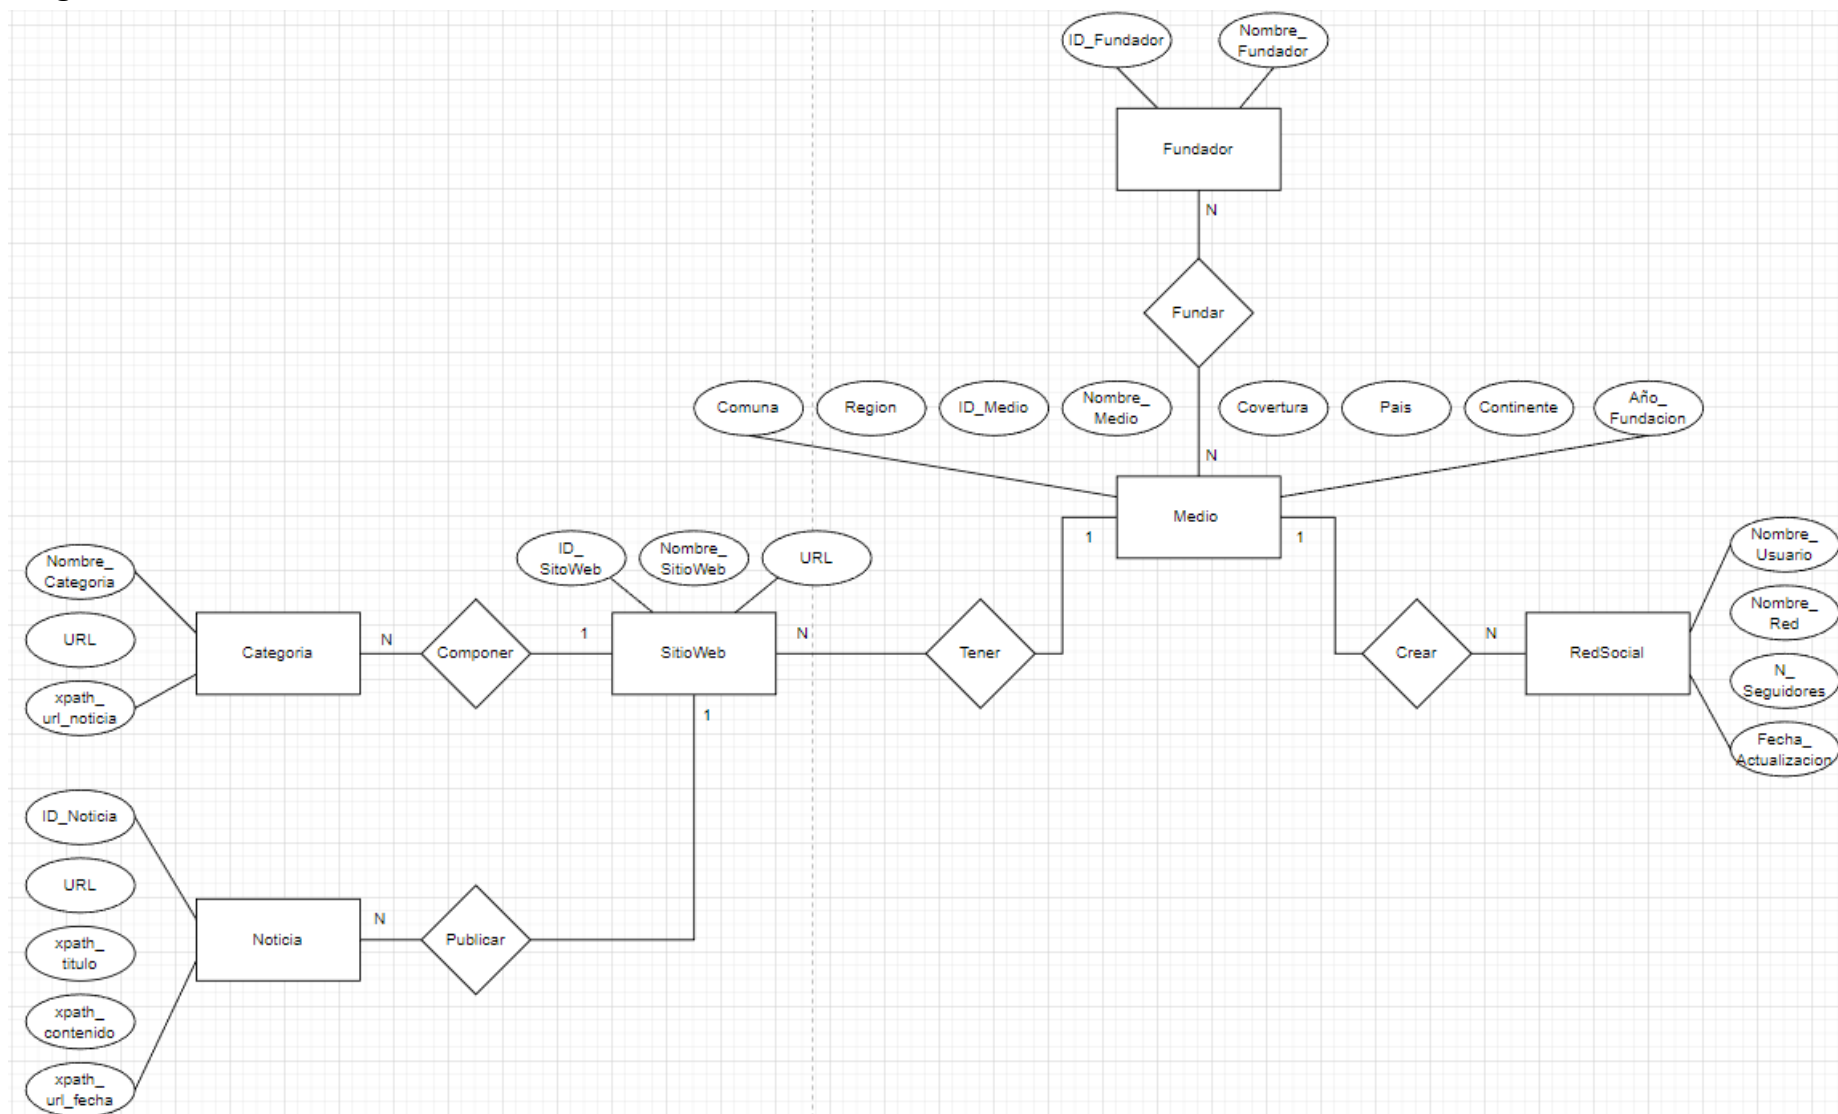 ID_Fundador
Nombre_
Fundador
Fundador
N
Fundar
Comuna
Region
ID_Medio
Nombre_
Medio
Covertura
Pais
Continente
Año_
Fundacion
N
Medio
1
1
Nombre_
Categoria
URL
xpath_
url_noticia
Categoria
N
Componer
1
ID_
SitoWeb
Nombre_
SitioWeb
URL
SitioWeb
N
1
Tener
Crear
N
RedSocial
Nombre_
Usuario
Nombre_
Red
N_
Seguidores
Fecha_
Actualizacion
ID_Noticia
URL
xpath_
titulo
xpath_
contenido
xpath_
url_fecha
Noticia
N
Publicar